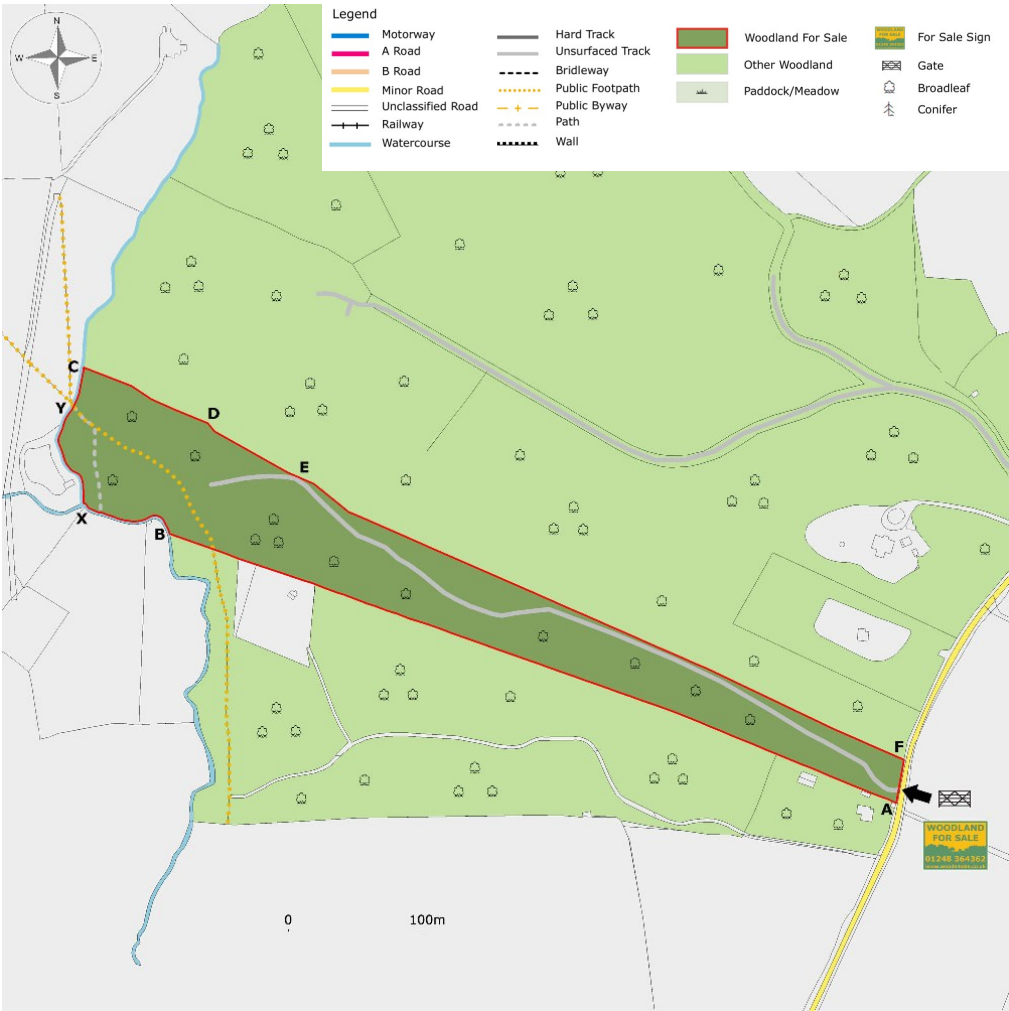 N
W
E
S
Legend
Motorway
A Road
B Road
Minor Road
Unclassified Road
Railway
Watercourse
Hard Track
Unsurfaced Track
Bridleway
Public Footpath
Public Byway
Path
Wall
Woodland For Sale
Other Woodland
Paddock/Meadow
For Sale Sign
Gate
Broadleaf
Conifer
C
Y
D
E
X
B
F
A
WOODLAND
FOR SALE
01248 364362
0
100m